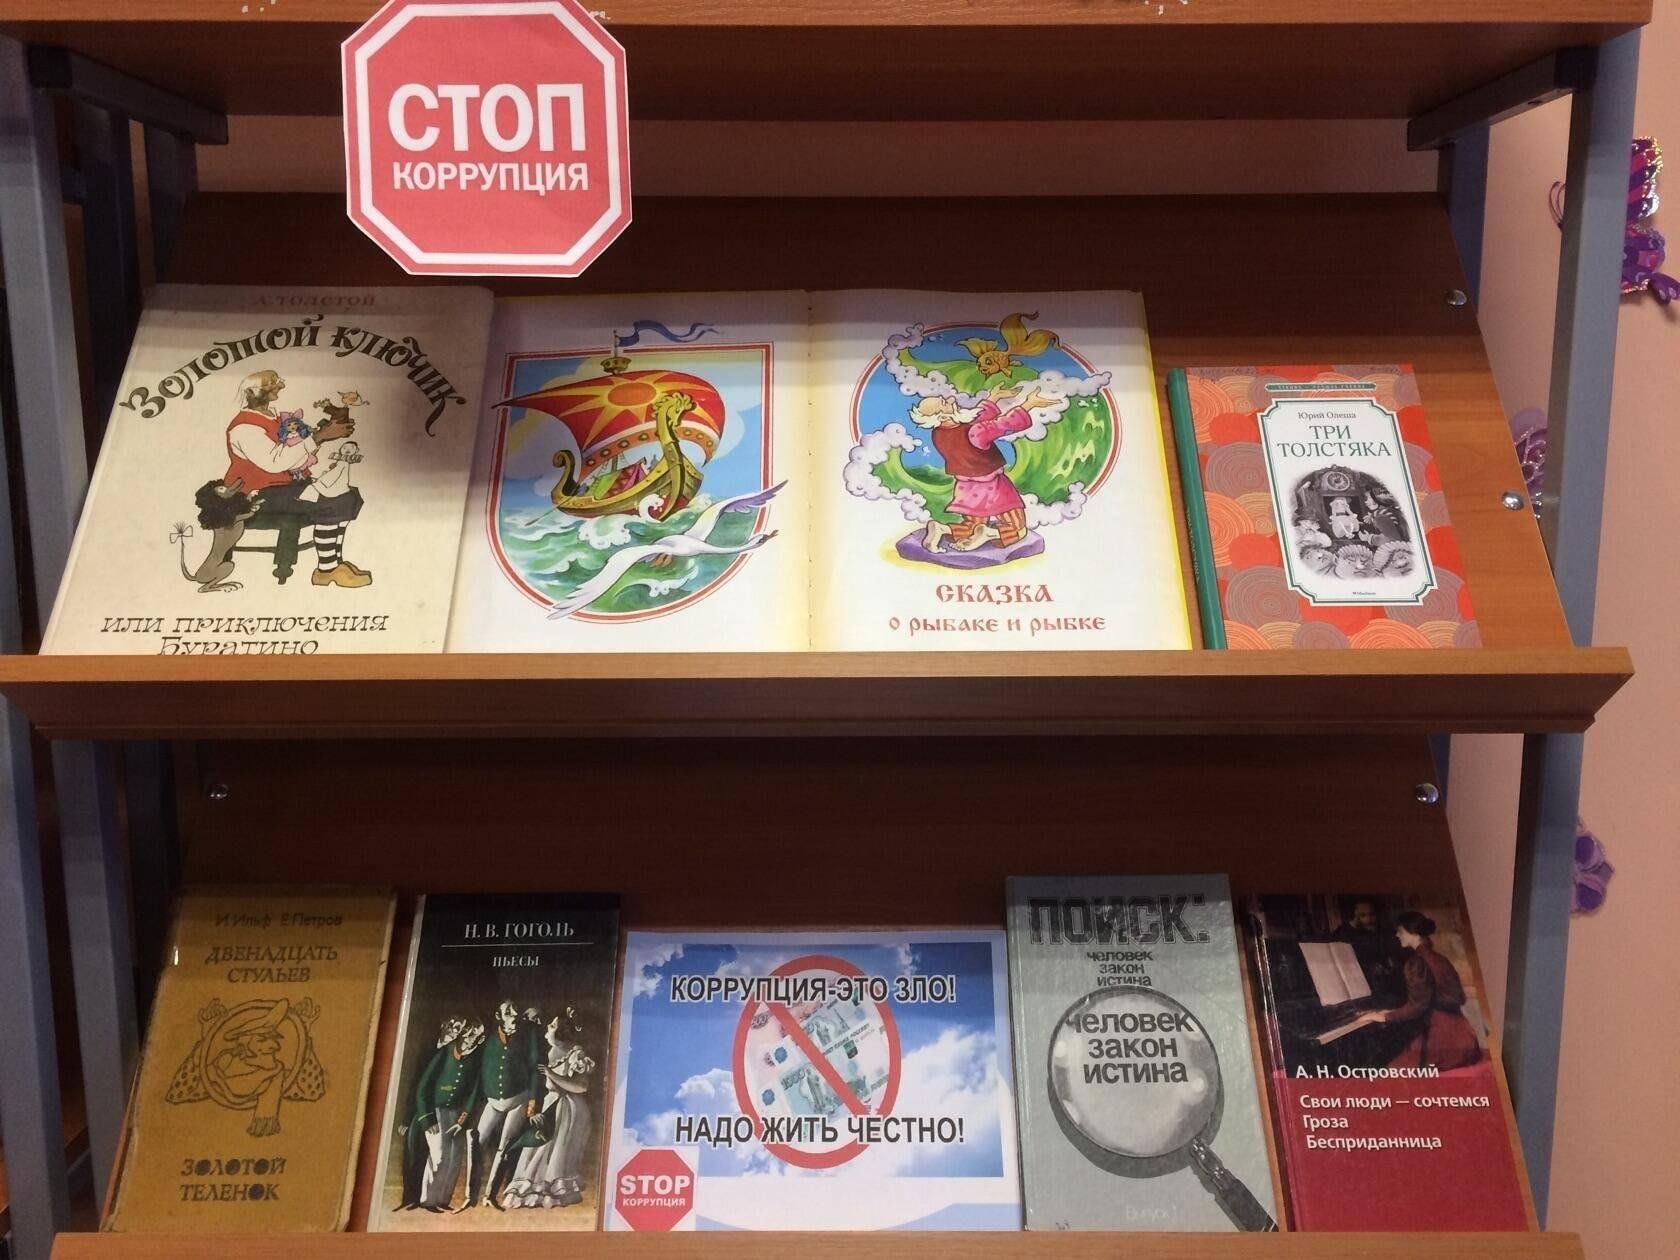 СТОП
КОРРУПЦИЯ
А. ТОЛСТОЙ
ЗОЛОТОЙ КЛЮЧИК
ИЛИ ПРИКЛЮЧЕНИЯ
БУРАТИНО
СКАЗКА
О РЫБАКЕ И РЫБКЕ
Юрий Олеша
ТРИ
ТОЛСТЯКА
И. Ильф Е. Петров
ДВЕНАДЦАТЬ
СТУЛЬЕВ
ЗОЛОТОЙ
ТЕЛЕНОК
Н. В. ГОГОЛЬ
ПЬЕСЫ
КОРРУПЦИЯ-ЭТО ЗЛО!
НАДО ЖИТЬ ЧЕСТНО!
STOP
КОРРУПЦИЯ
ПОИСК:
человек
закон
истина
человек
закон
истина
Выпуск 1
А. Н. Островский
Свои люди — сочтемся
Гроза
Бесприданница